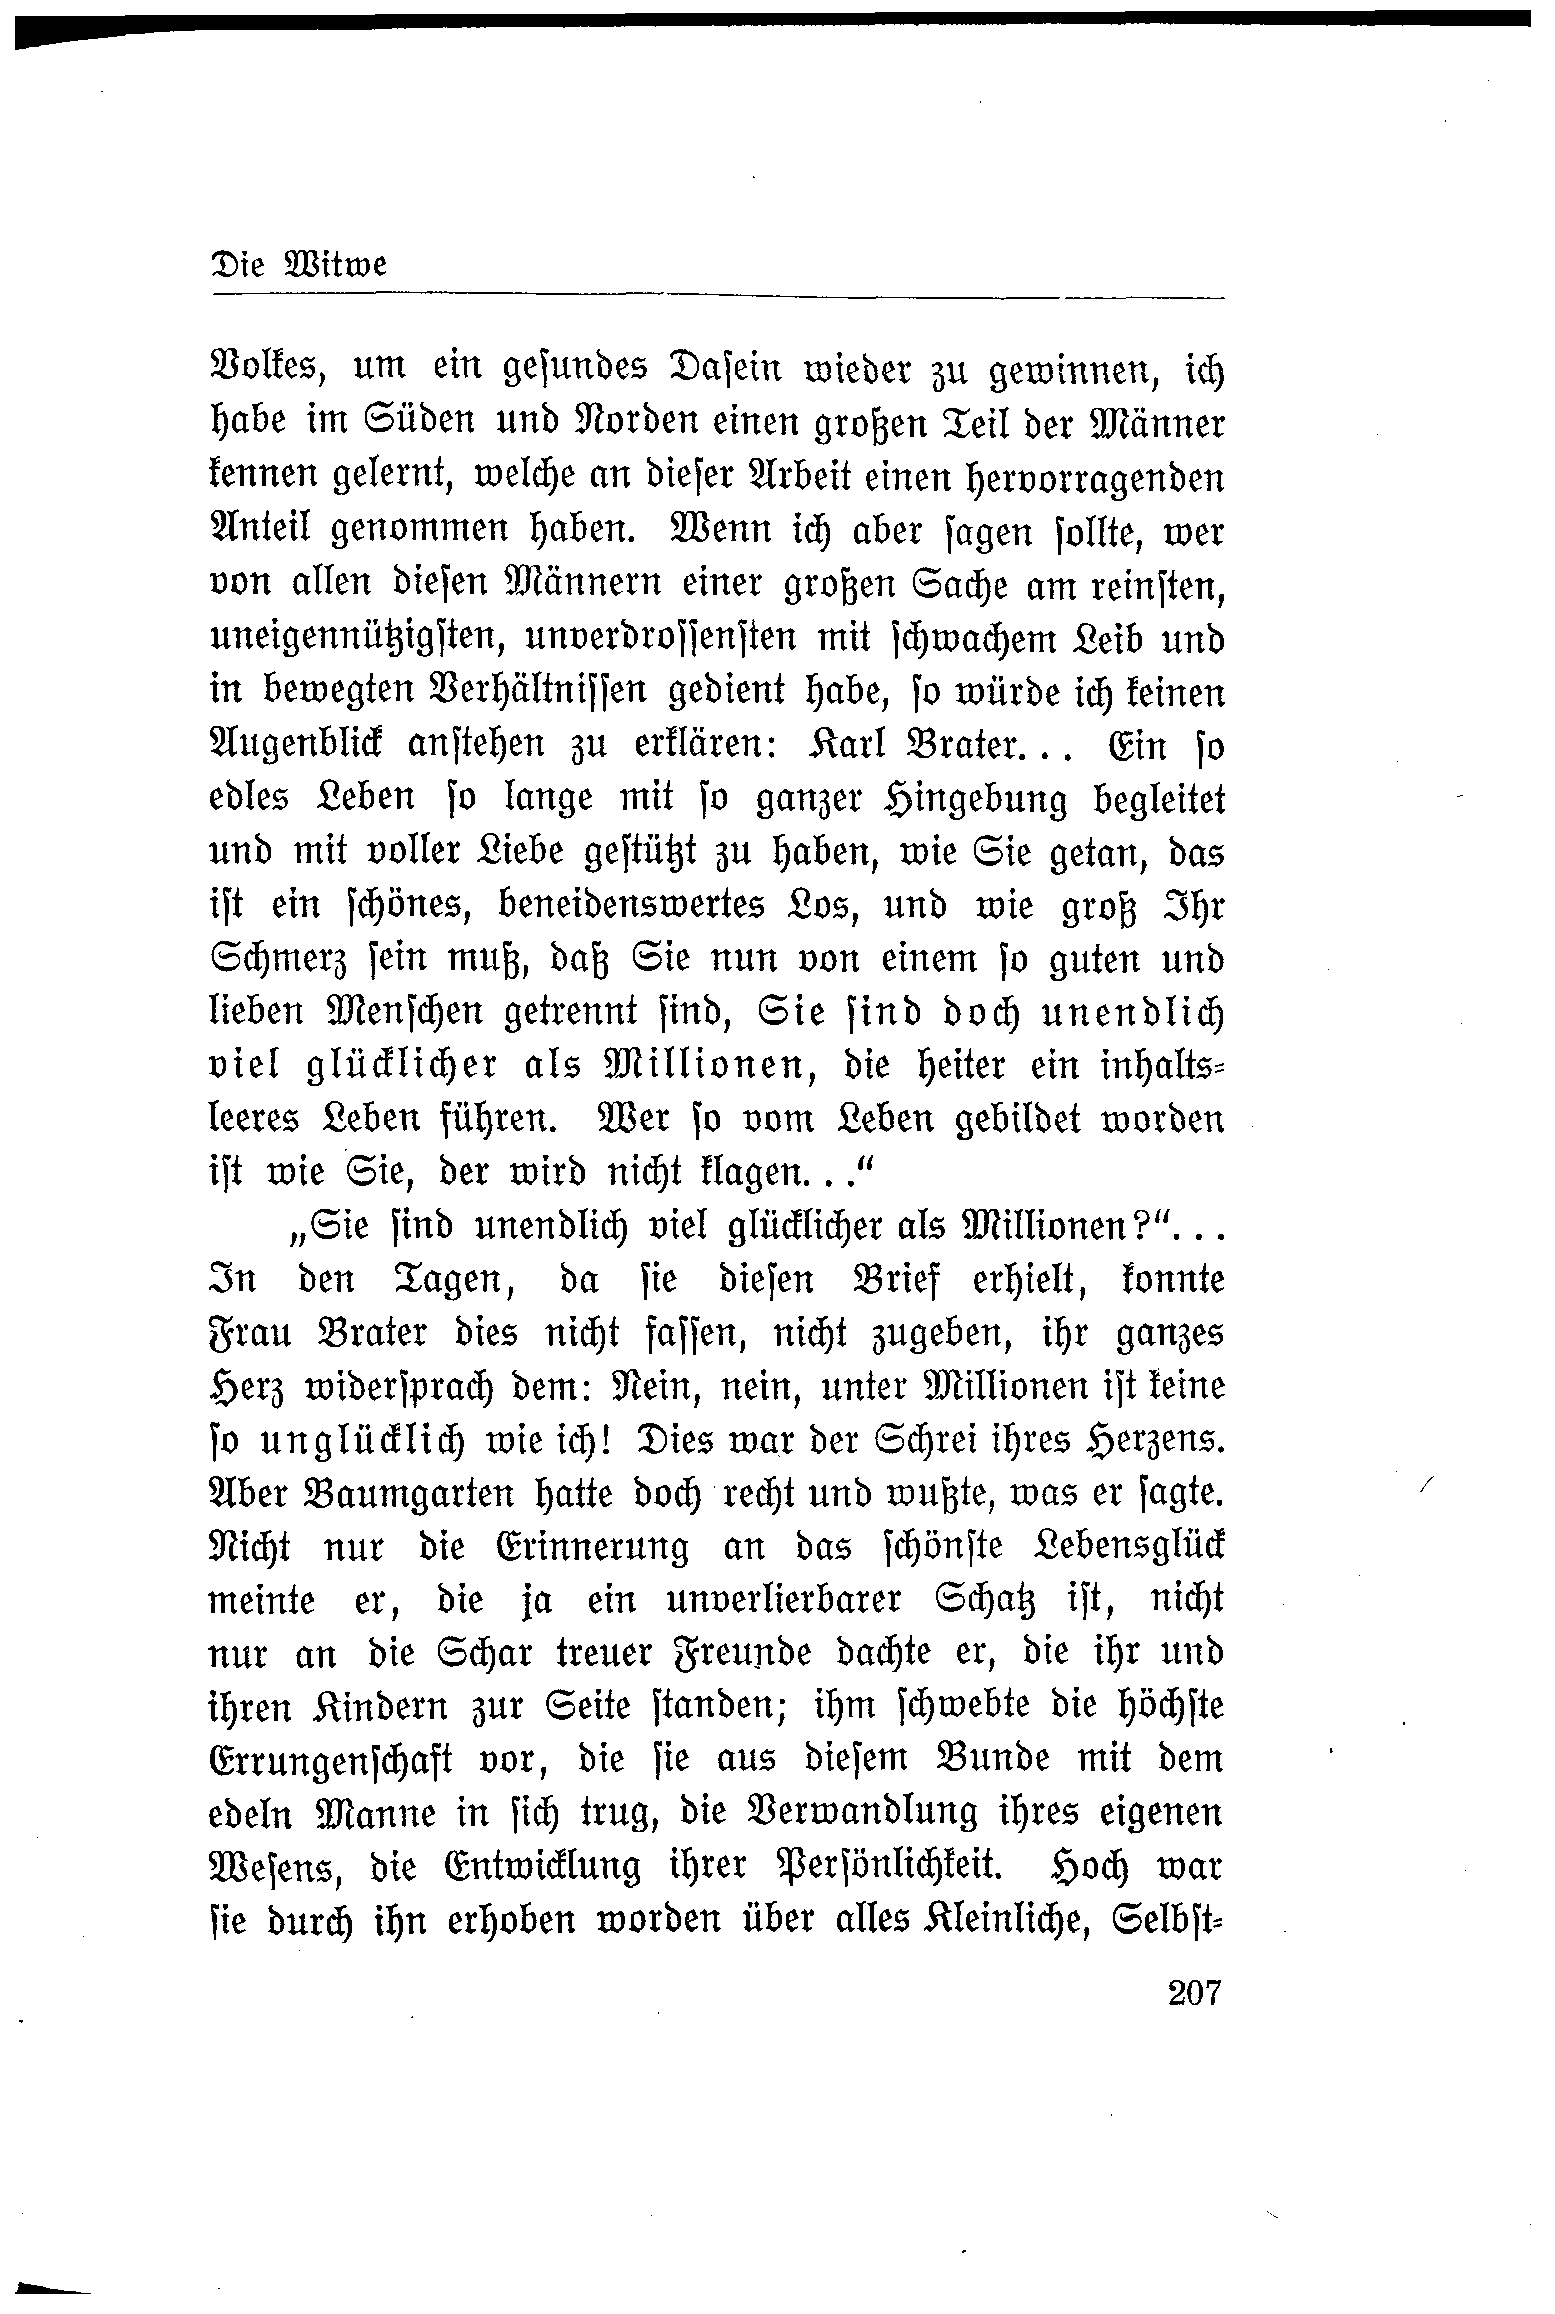 Die Witwe
Volkes, um ein gesundes Dasein wieder zu gewinnen, ich
habe im Süden und Norden einen großen Teil der Männer
kennen gelernt, welche an dieser Arbeit einen hervorragenden
Anteil genommen haben. Wenn ich aber sagen sollte, wer
von allen diesen Männern einer großen Sache am reinsten,
uneigennützigsten, unverdrossensten mit schwachem Leib und
in bewegten Verhältnissen gedient habe, so würde ich keinen
Augenblick anstehen zu erklären: Karl Brater... Ein so
edles Leben so lange mit so ganzer Hingebung begleitet
und mit voller Liebe gestützt zu haben, wie Sie getan, das
ist ein schönes, beneidenswertes Los, und wie groß Ihr
Schmerz sein muß, daß Sie nun von einem so guten und
lieben Menschen getrennt sind, Sie sind doch unendlich
viel glücklicher als Millionen, die heiter ein inhalts-
leeres Leben führen. Wer so vom Leben gebildet worden
ist wie Sie, der wird nicht klagen...“
„Sie sind unendlich viel glücklicher als Millionen?“...
In den Tagen, da sie diesen Brief erhielt, konnte
Frau Brater dies nicht fassen, nicht zugeben, ihr ganzes
Herz widersprach dem: Nein, nein, unter Millionen ist keine
so unglücklich wie ich! Dies war der Schrei ihres Herzens.
Aber Baumgarten hatte doch recht und wußte, was er sagte.
Nicht nur die Erinnerung an das schönste Lebensglück
meinte er, die ja ein unverlierbarer Schatz ist, nicht
nur an die Schar treuer Freunde dachte er, die ihr und
ihren Kindern zur Seite standen; ihm schwebte die höchste
Errungenschaft vor, die sie aus diesem Bunde mit dem
edeln Manne in sich trug, die Verwandlung ihres eigenen
Wesens, die Entwicklung ihrer Persönlichkeit. Hoch war
sie durch ihn erhoben worden über alles Kleinliche, Selbst-
207